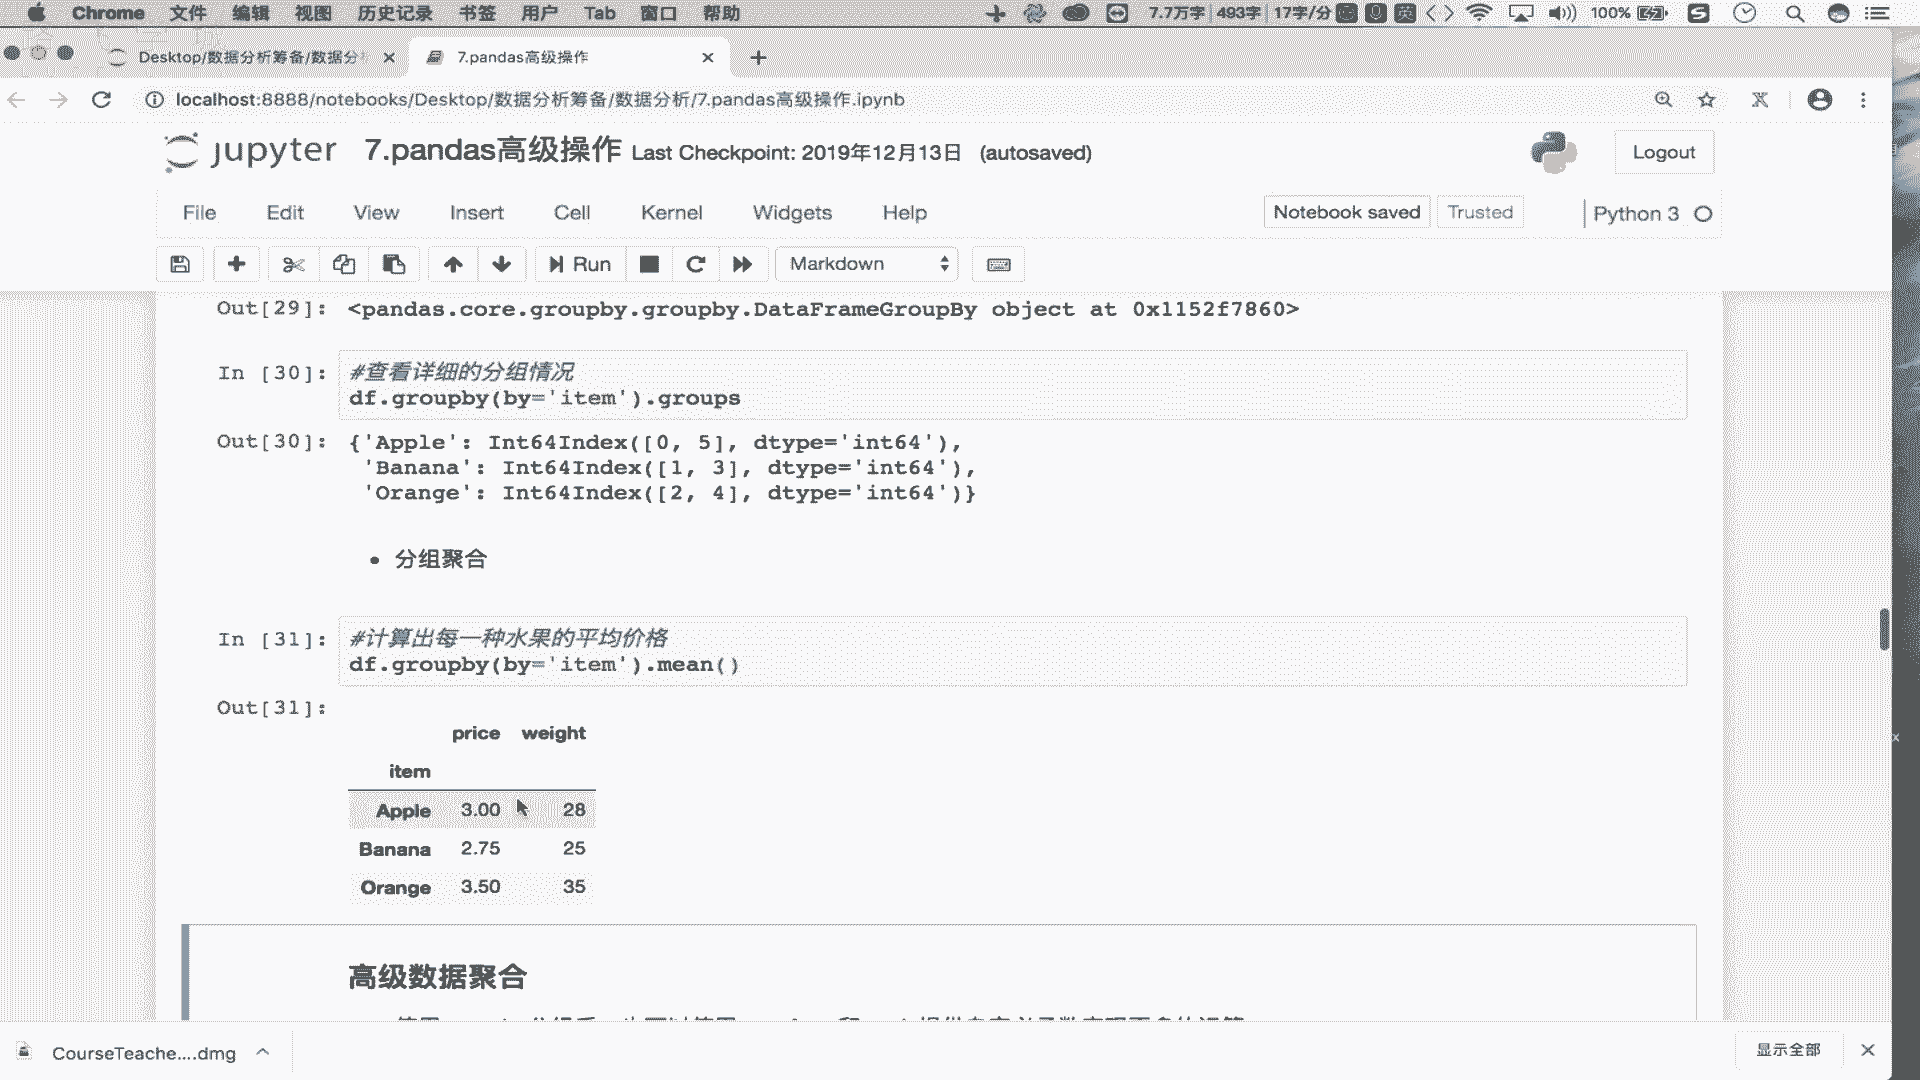 Chrome 文件 编辑 视图 历史记录 书签 用户 Tab 窗口 帮助 7.7万字 493字 17字/分 英 100%
Desktop/数据分析筹备/数据分 7.pandas高级操作
localhost:8888/notebooks/Desktop/数据分析筹备/数据分析/7.pandas高级操作.ipynb
jupyter 7.pandas高级操作 Last Checkpoint: 2019年12月13日 (autosaved) Logout
File Edit View Insert Cell Kernel Widgets Help Notebook saved Trusted Python 3
Run Markdown
Out[29]: <pandas.core.groupby.groupby.DataFrameGroupBy object at 0x1152f7860>
In [30]: #查看详细的分组情况
df.groupby(by='item').groups
Out[30]: {'Apple': Int64Index([0, 5], dtype='int64'),
'Banana': Int64Index([1, 3], dtype='int64'),
'Orange': Int64Index([2, 4], dtype='int64')}
• 分组聚合
In [31]: #计算出每一种水果的平均价格
df.groupby(by='item').mean()
Out[31]:
price weight
item
Apple 3.00 28
Banana 2.75 25
Orange 3.50 35
高级数据聚合
CourseTeache....dmg 显示全部